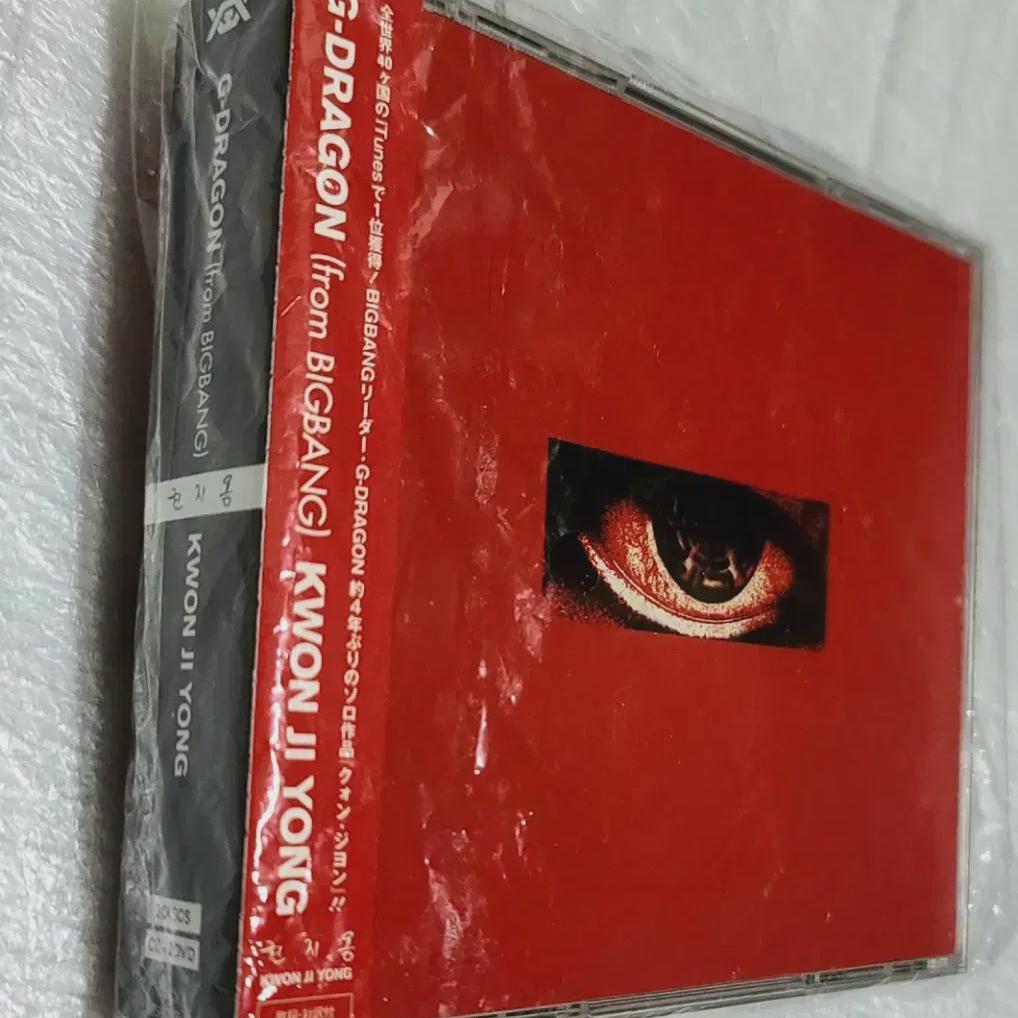 G-DRAGON (from BIGBANG) 권지용 KWON JI YONG
G-DRAGON (from BIGBANG) KWON JI YONG
권지용
KWON JI YONG
全世界40ヶ国のiTunesで1位獲得! BIGBANGリーダー・G-DRAGON 約4年ぶりのソロ作品「クォン・ジヨン」!!